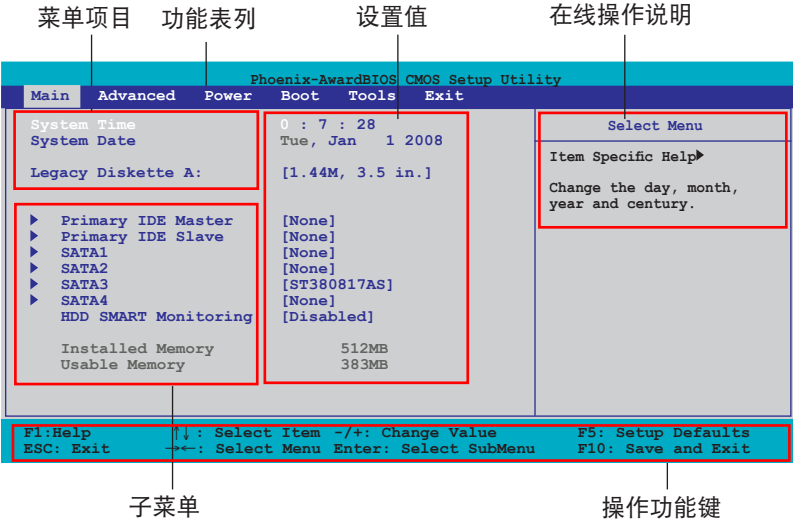 菜单项目 功能表列 设置值 在线操作说明
Phoenix-AwardBIOS CMOS Setup Utility
Main Advanced Power Boot Tools Exit
System Time 0 : 7 : 28
System Date Tue, Jan 1 2008
Legacy Diskette A: [1.44M, 3.5 in.]
Primary IDE Master [None]
Primary IDE Slave [None]
SATA1 [None]
SATA2 [None]
SATA3 [ST380817AS]
SATA4 [None]
HDD SMART Monitoring [Disabled]
Installed Memory 512MB
Usable Memory 383MB
Select Menu
Item Specific Help
Change the day, month,
year and century.
F1:Help ↑↓: Select Item -/+: Change Value F5: Setup Defaults
ESC: Exit →←: Select Menu Enter: Select SubMenu F10: Save and Exit
子菜单 操作功能键